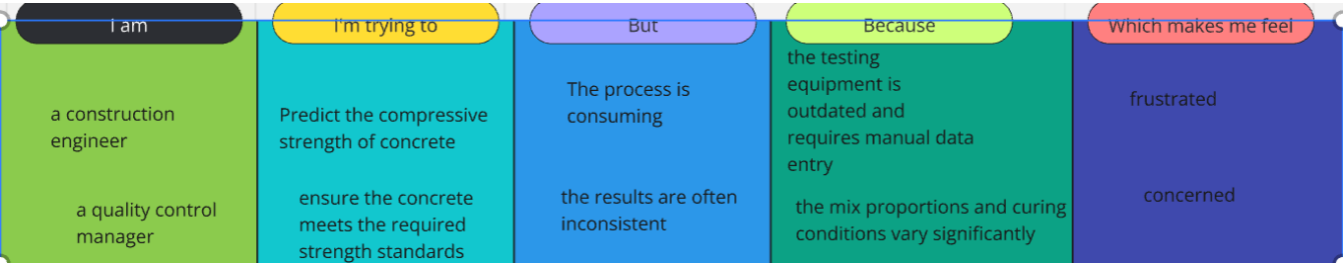 I am
I'm trying to
But
Because
Which makes me feel
a construction
engineer
Predict the compressive
strength of concrete
The process is
consuming
the testing
equipment is
outdated and
requires manual data
entry
frustrated
a quality control
manager
ensure the concrete
meets the required
strength standards
the results are often
inconsistent
the mix proportions and curing
conditions vary significantly
concerned